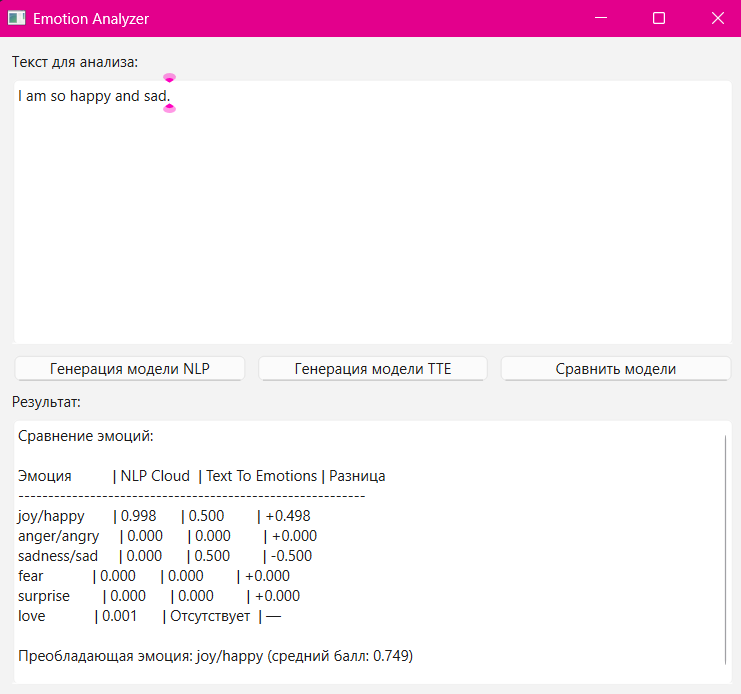 Emotion Analyzer
Текст для анализа:
I am so happy and sad.
Генерация модели NLP
Генерация модели TTE
Сравнить модели
Результат:
Сравнение эмоций:
Эмоция | NLP Cloud | Text To Emotions | Разница
----------------------------------------------------------
joy/happy | 0.998 | 0.500 | +0.498
anger/angry | 0.000 | 0.000 | +0.000
sadness/sad | 0.000 | 0.500 | -0.500
fear | 0.000 | 0.000 | +0.000
surprise | 0.000 | 0.000 | +0.000
love | 0.001 | Отсутствует | —
Преобладающая эмоция: joy/happy (средний балл: 0.749)